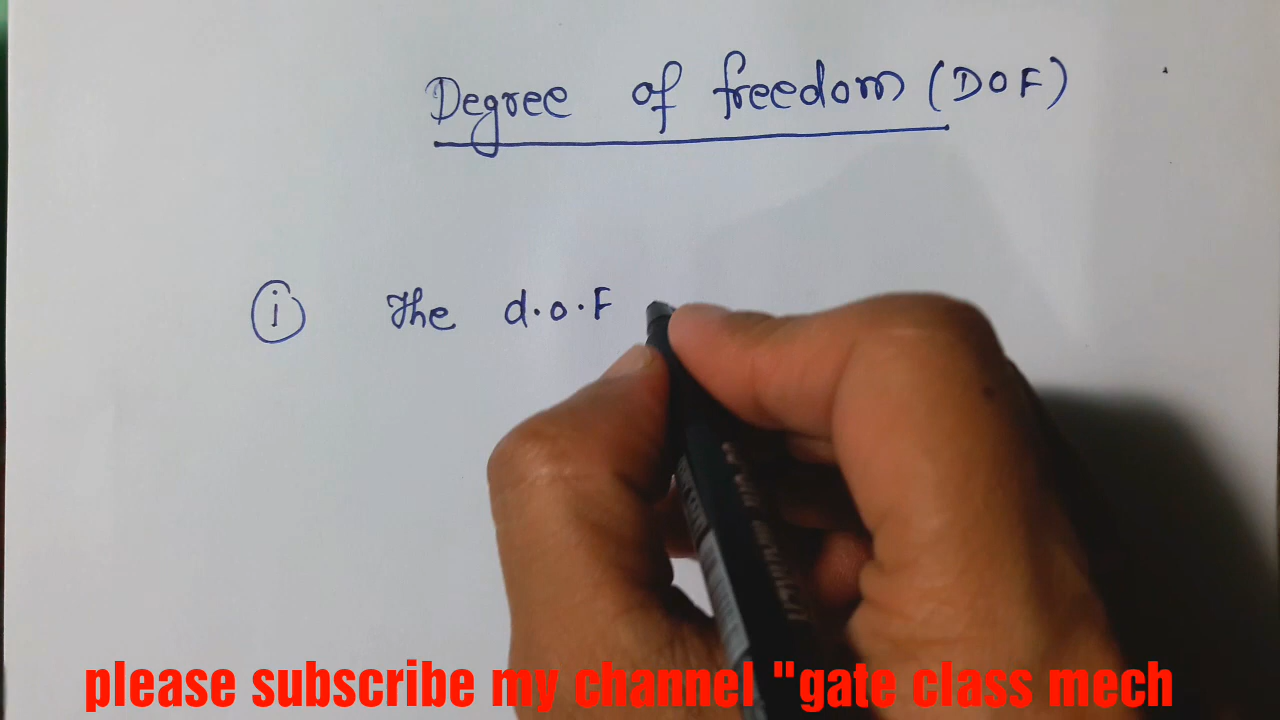 Degree of freedom (DOF)
i The d.o.F
please subscribe my channel "gate class mech